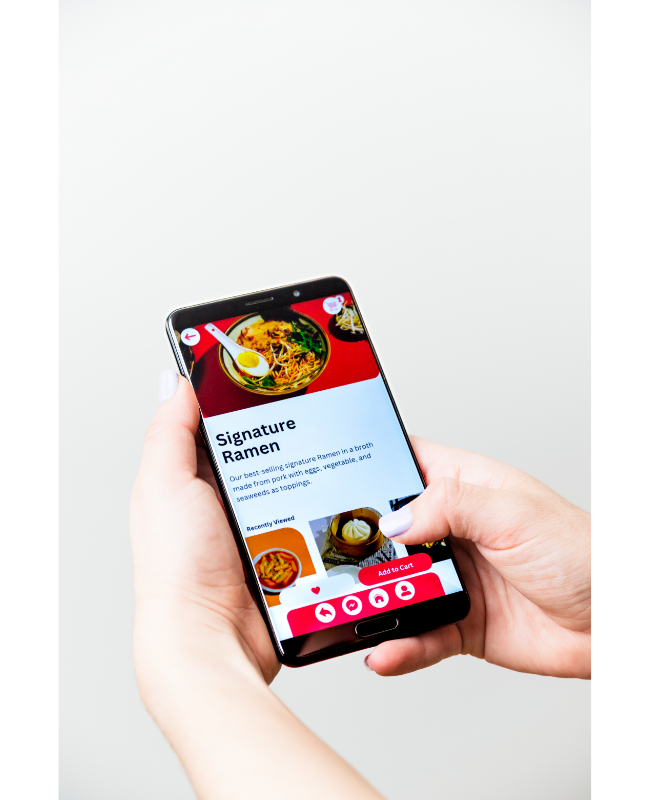 Signature
Ramen
Our best-selling signature Ramen in a broth
made from pork with eggs, vegetable, and
seaweeds as toppings.
Recently Viewed
Add to Cart